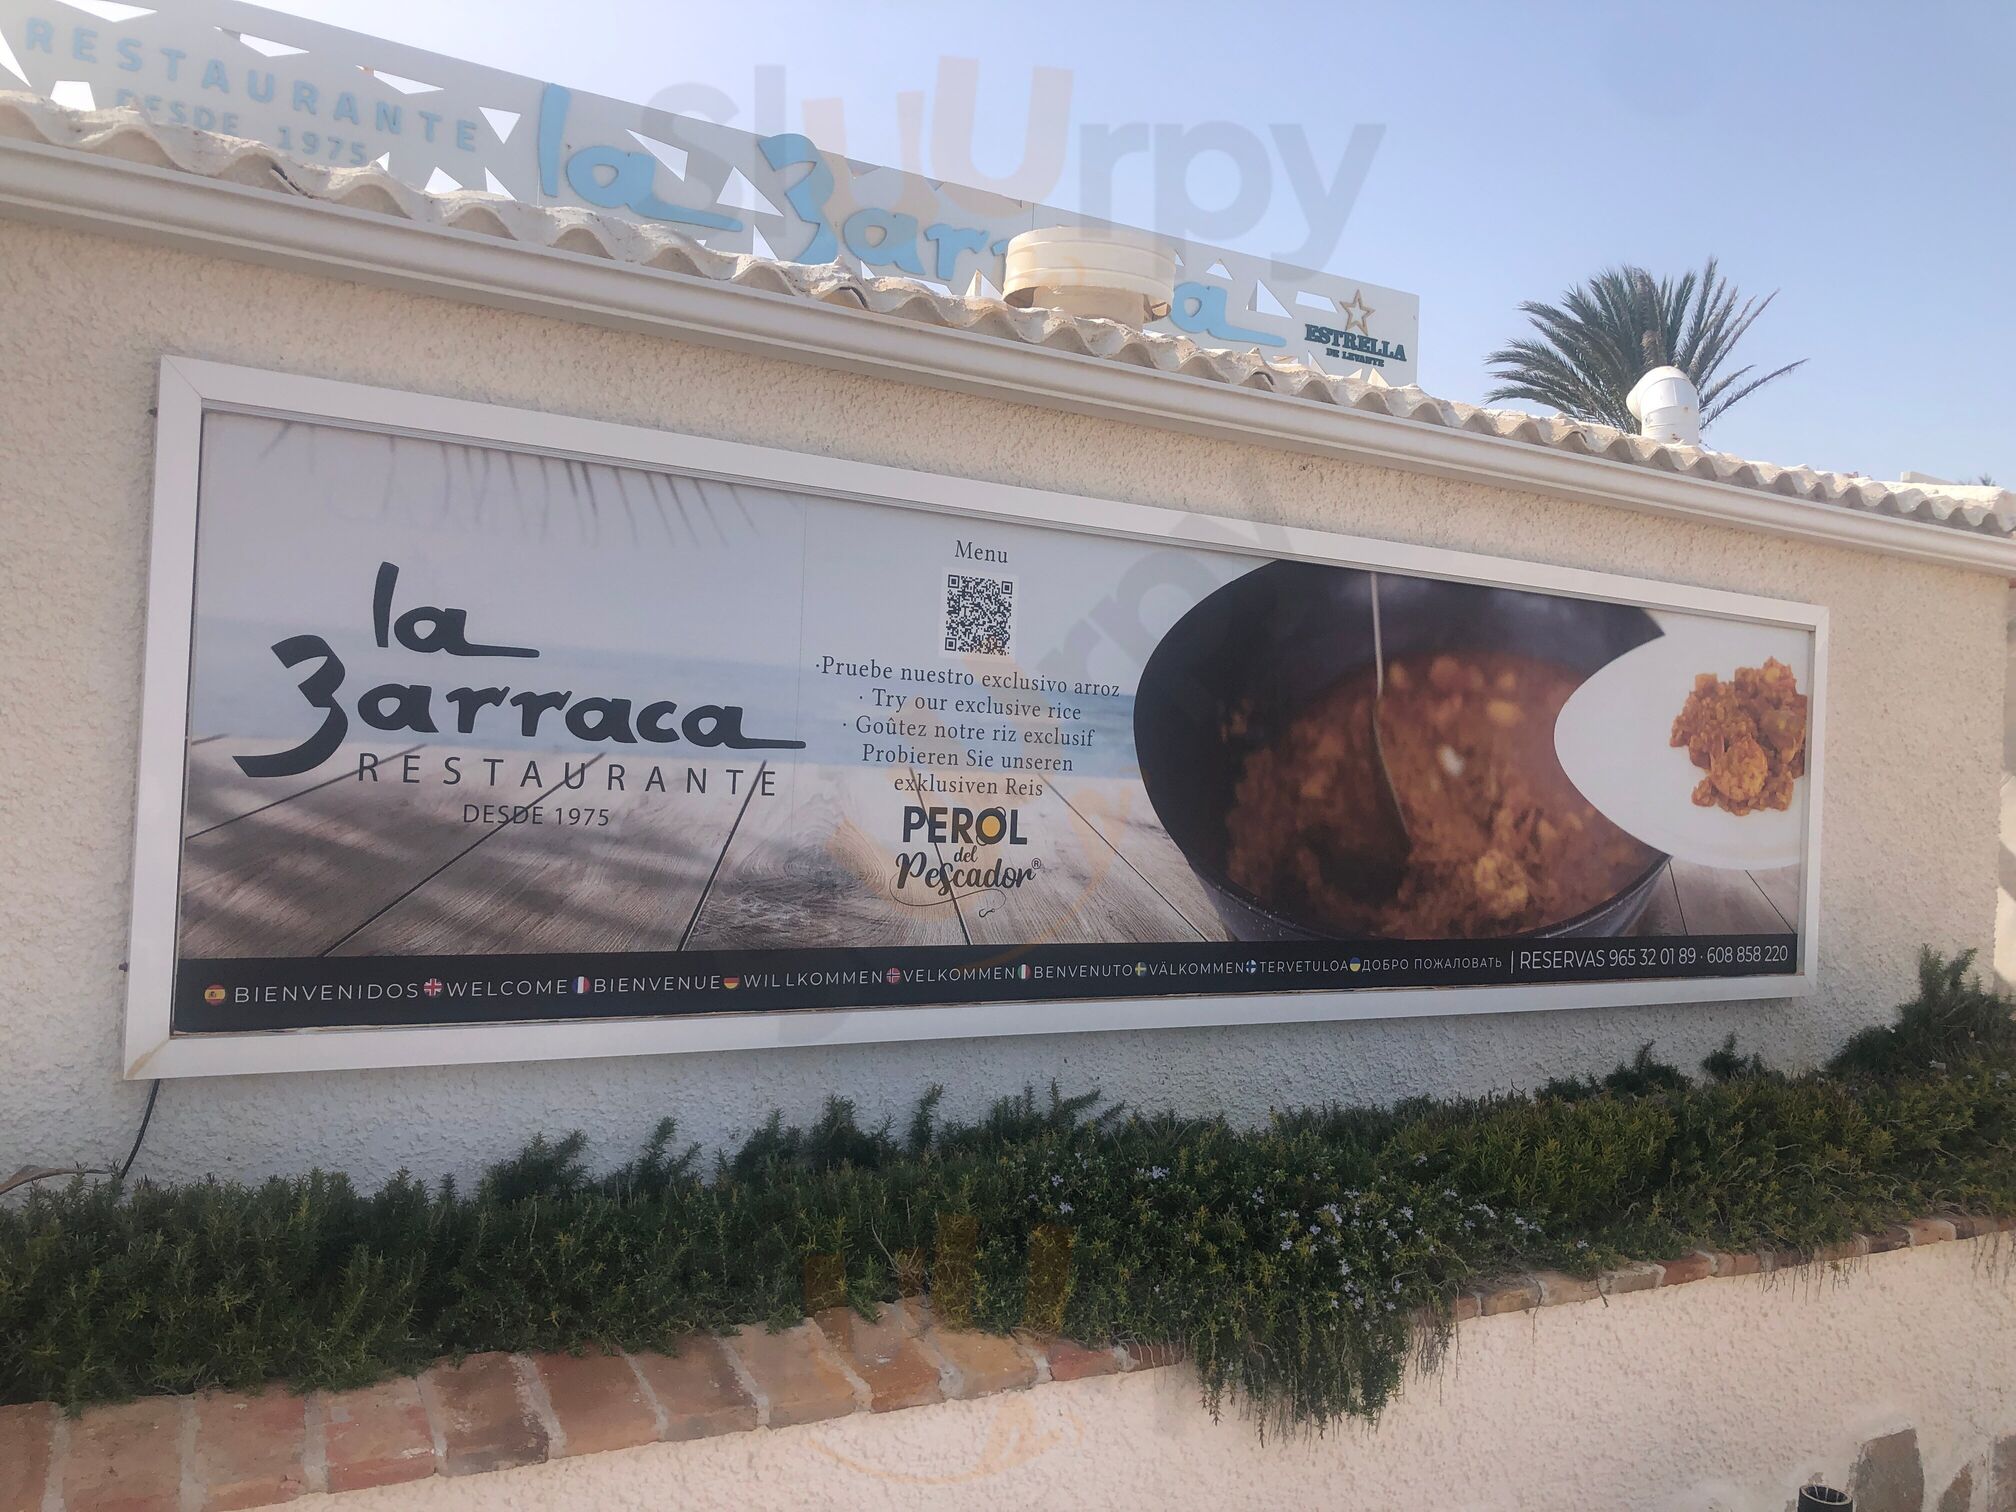 RESTAURANTE
DESDE 1975
la Barraca
ESTRELLA
DE LEVANTE
sluUrpy
la
Barraca
RESTAURANTE
DESDE 1975
Menu
·Pruebe nuestro exclusivo arroz
· Try our exclusive rice
· Goûtez notre riz exclusif
Probieren Sie unseren
exklusiven Reis
PEROL
del
Pescador®
BIENVENIDOS WELCOME BIENVENUE WILLKOMMEN VELKOMMEN BENVENUTO VÄLKOMMEN TERVETULOA ДОБРО ПОЖАЛОВАТЬ | RESERVAS 965 32 01 89 · 608 858 220